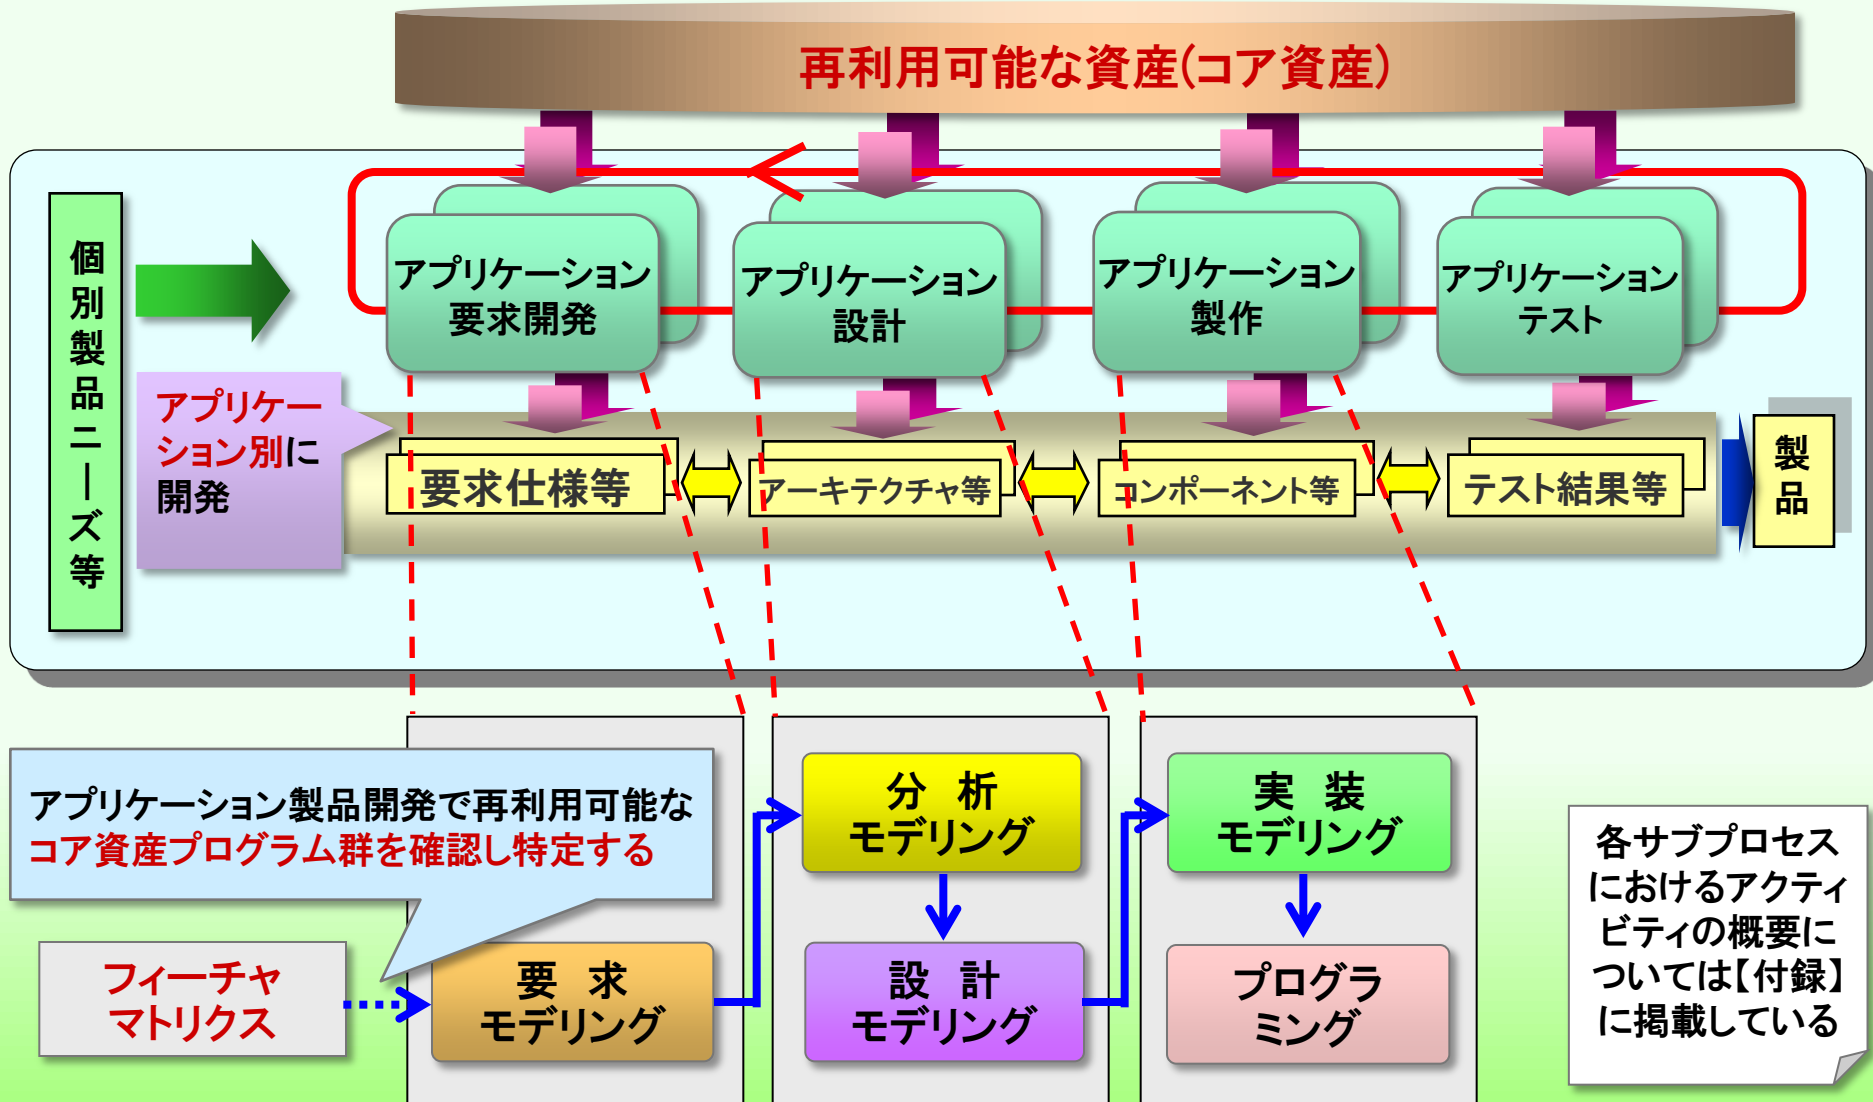 再利用可能な資産(コア資産)
個別製品ニーズ等
アプリケーション
要求開発
アプリケーション
設計
アプリケーション
製作
アプリケーション
テスト
アプリケー
ション別に
開発
要求仕様等
アーキテクチャ等
コンポーネント等
テスト結果等
製品
アプリケーション製品開発で再利用可能な
コア資産プログラム群を確認し特定する
フィーチャ
マトリクス
要　求
モデリング
分　析
モデリング
設　計
モデリング
実　装
モデリング
プログラ
ミング
各サブプロセス
におけるアクティ
ビティの概要に
ついては【付録】
に掲載している